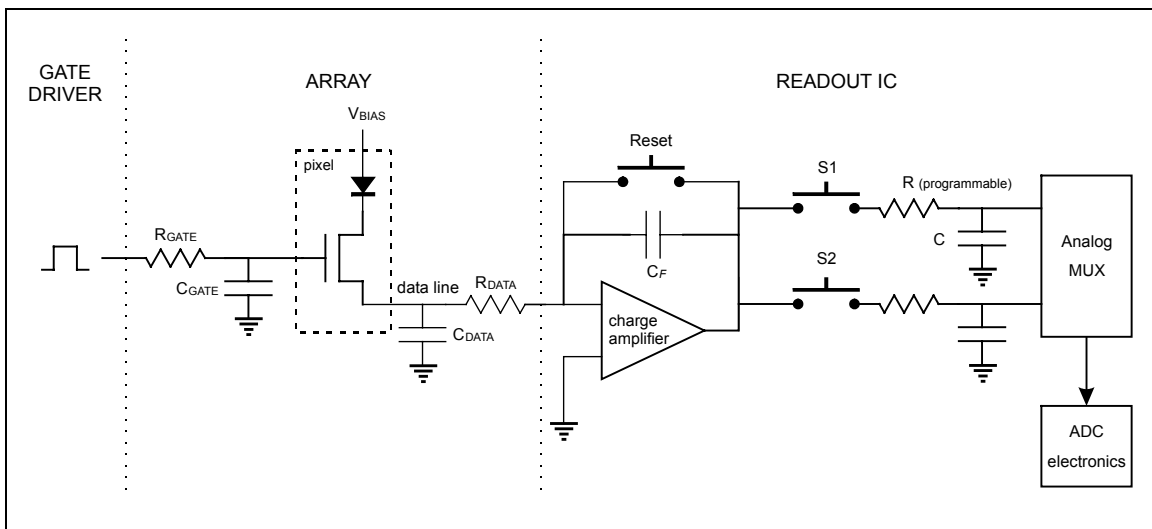 GATE
DRIVER
ARRAY
READOUT IC
VBIAS
pixel
RGATE
CGATE
data line
RDATA
CDATA
Reset
CF
charge
amplifier
S1
R (programmable)
C
S2
Analog
MUX
ADC
electronics